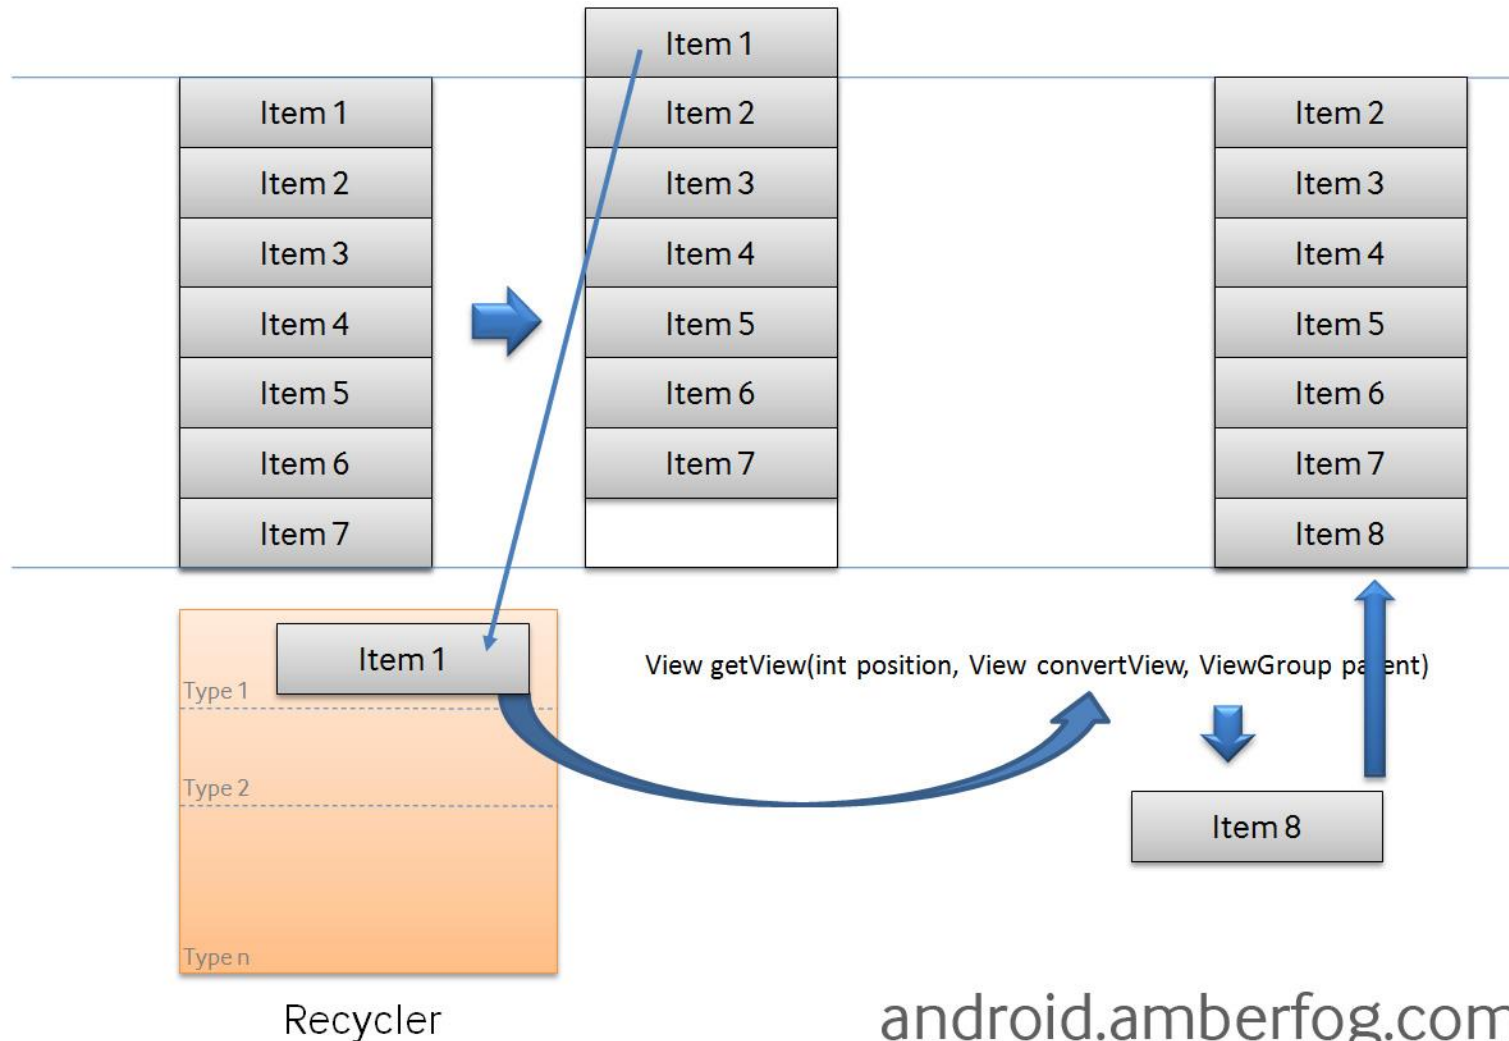 Item 1
Item 2
Item 3
Item 4
Item 5
Item 6
Item 7
Item 1
Item 2
Item 3
Item 4
Item 5
Item 6
Item 7
Item 2
Item 3
Item 4
Item 5
Item 6
Item 7
Item 8
Item 1
Type 1
Type 2
Type n
Recycler
View getView(int position, View convertView, ViewGroup parent)
Item 8
android.amberfog.com